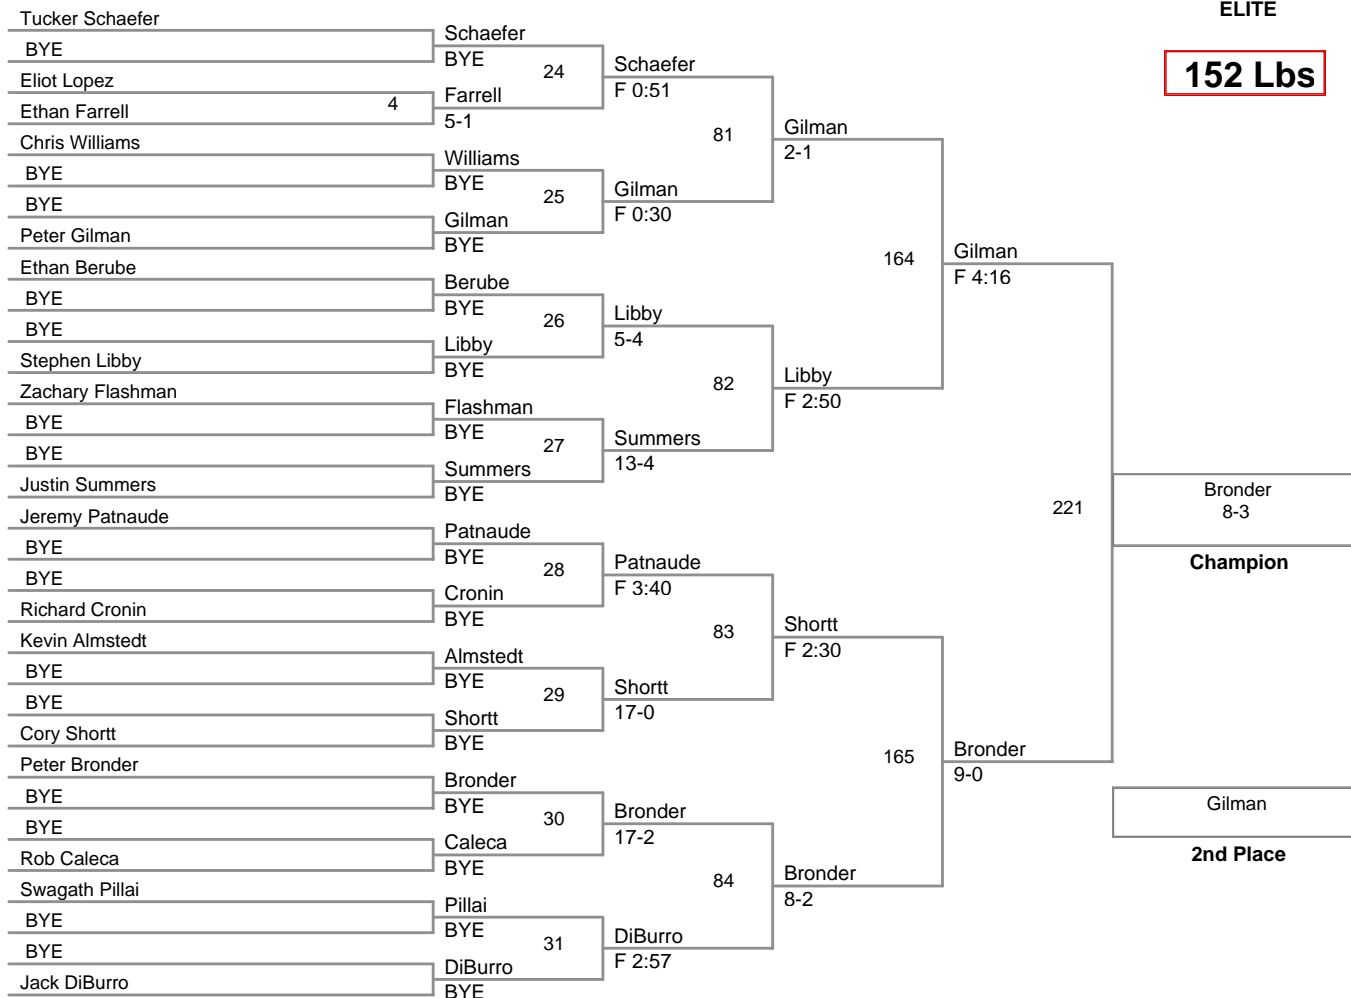 ELITE
152 Lbs
Tucker Schaefer
BYE
Eliot Lopez
Ethan Farrell
Chris Williams
BYE
BYE
Peter Gilman
Ethan Berube
BYE
BYE
Stephen Libby
Zachary Flashman
BYE
BYE
Justin Summers
Jeremy Patnaude
BYE
BYE
Richard Cronin
Kevin Almstedt
BYE
BYE
Cory Shortt
Peter Bronder
BYE
BYE
Rob Caleca
Swagath Pillai
BYE
BYE
Jack DiBurro
4
Schaefer
BYE
Farrell
5-1
Williams
BYE
Gilman
BYE
Berube
BYE
Libby
BYE
Flashman
BYE
Summers
BYE
Patnaude
BYE
Cronin
BYE
Almstedt
BYE
Shortt
BYE
Bronder
BYE
Caleca
BYE
Pillai
BYE
DiBurro
BYE
24
25
26
27
28
29
30
31
Schaefer
F 0:51
Gilman
F 0:30
Libby
5-4
Summers
13-4
Patnaude
F 3:40
Shortt
17-0
Bronder
17-2
DiBurro
F 2:57
81
82
83
84
Gilman
2-1
Libby
F 2:50
Shortt
F 2:30
Bronder
8-2
164
165
Gilman
F 4:16
Bronder
9-0
221
Bronder
8-3
Champion
Gilman
2nd Place